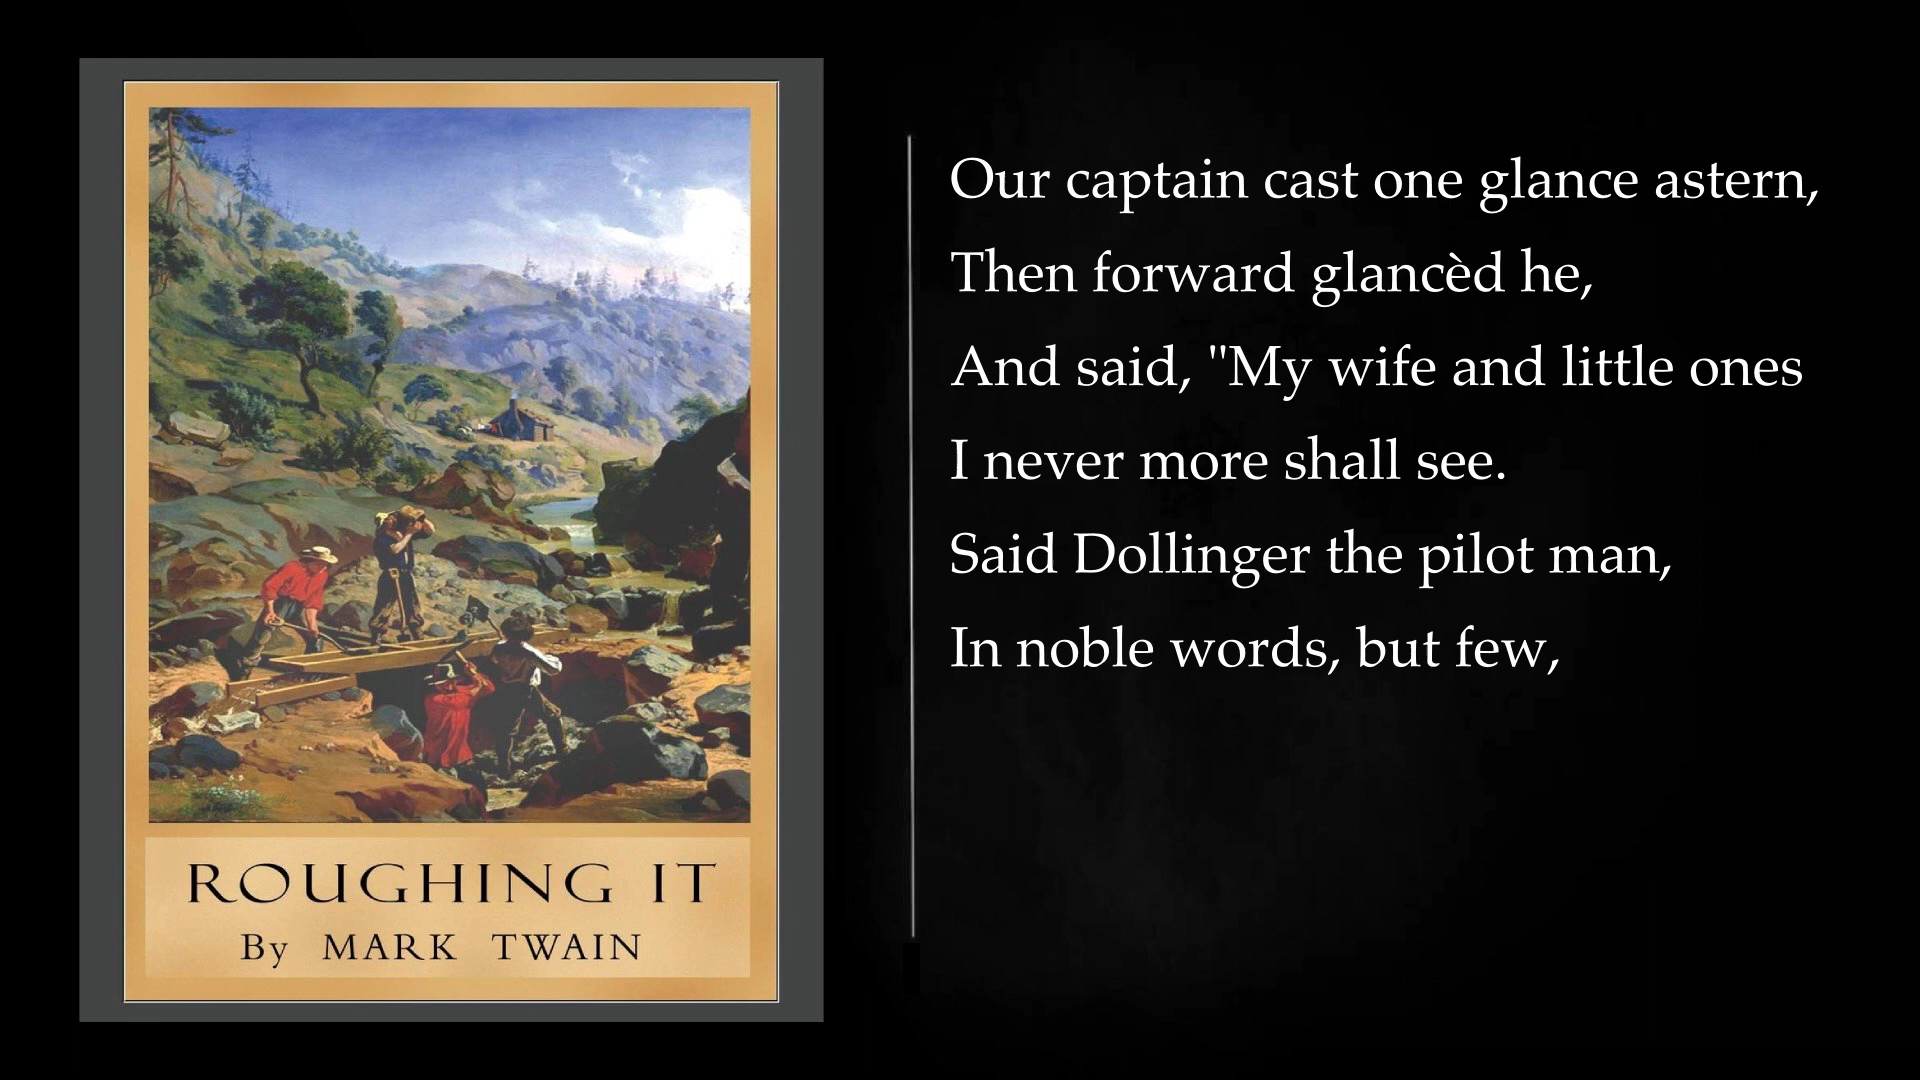 ROUGHING IT
By MARK TWAIN
Our captain cast one glance astern,
Then forward glancèd he,
And said, "My wife and little ones
I never more shall see.
Said Dollinger the pilot man,
In noble words, but few,